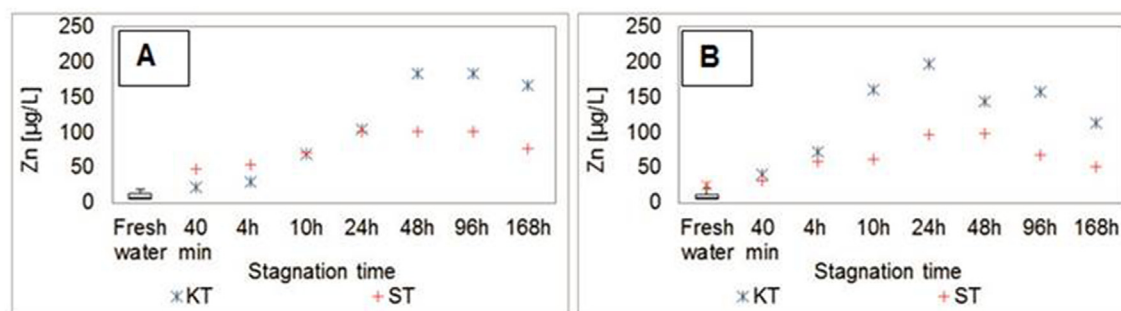 A
Zn [µg/L]
250
200
150
100
50
0
Fresh water
40 min
4h
10h
24h
48h
96h
168h
Stagnation time
KT
ST
B
Zn [µg/L]
250
200
150
100
50
0
Fresh water
40 min
4h
10h
24h
48h
96h
168h
Stagnation time
KT
ST